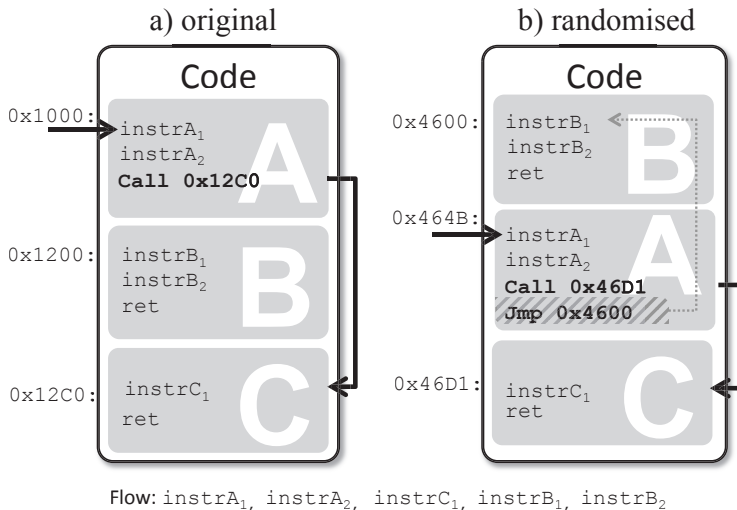 a) original
Code
0x1000:
instrA₁
instrA₂
Call 0x12C0
A
0x1200:
instrB₁
instrB₂
ret
B
0x12C0:
instrC₁
ret
C
b) randomised
Code
0x4600:
instrB₁
instrB₂
ret
B
0x464B:
instrA₁
instrA₂
Call 0x46D1
Jmp 0x4600
A
0x46D1:
instrC₁
ret
C
Flow: instrA₁, instrA₂, instrC₁, instrB₁, instrB₂